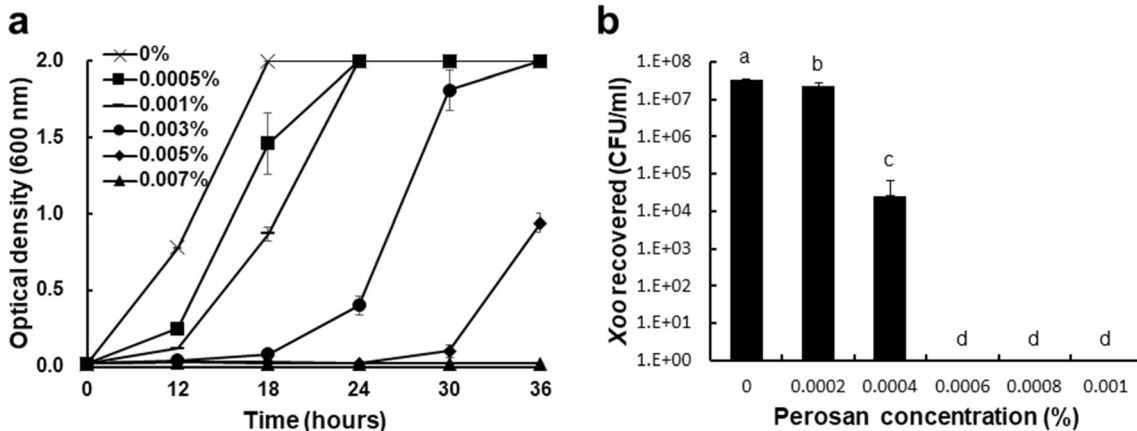 a
Optical density (600 nm)
2.0
1.5
1.0
0.5
0.0
0%
0.0005%
0.001%
0.003%
0.005%
0.007%
0 12 18 24 30 36
Time (hours)
b
Xoo recovered (CFU/ml)
1.E+08
1.E+07
1.E+06
1.E+05
1.E+04
1.E+03
1.E+02
1.E+01
1.E+00
a b c d d d
0 0.0002 0.0004 0.0006 0.0008 0.001
Perosan concentration (%)